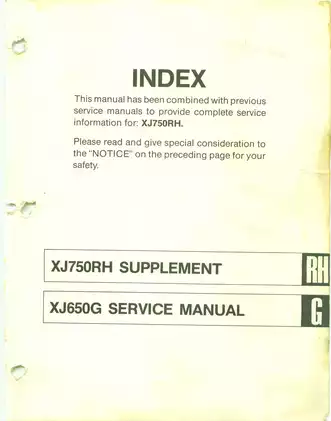 INDEX
This manual has been combined with previous
service manuals to provide complete service
information for: XJ750RH.
Please read and give special consideration to
the "NOTICE" on the preceding page for your
safety.
XJ750RH SUPPLEMENT RH
XJ650G SERVICE MANUAL G